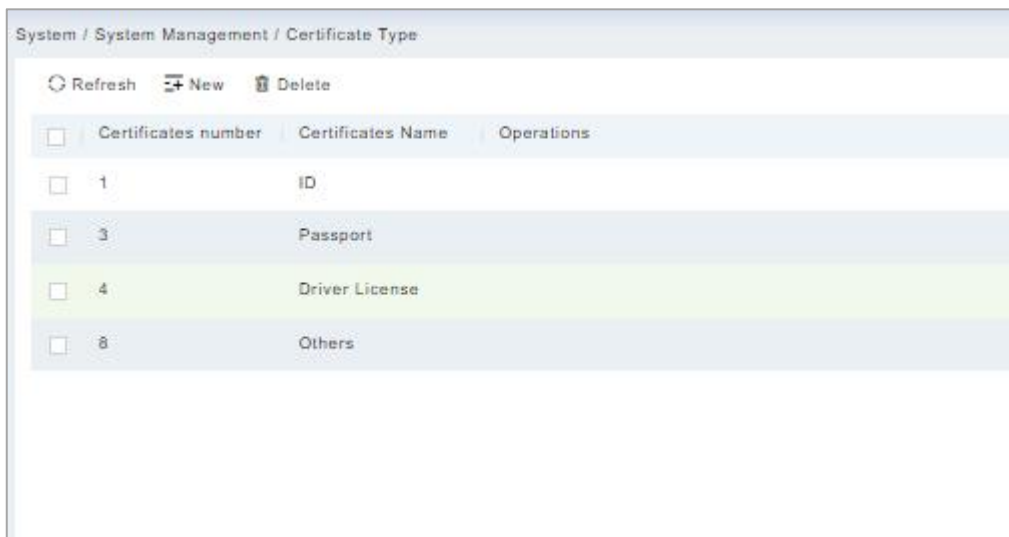 System / System Management / Certificate Type
Refresh New Delete
Certificates number Certificates Name Operations
1 ID
3 Passport
4 Driver License
8 Others